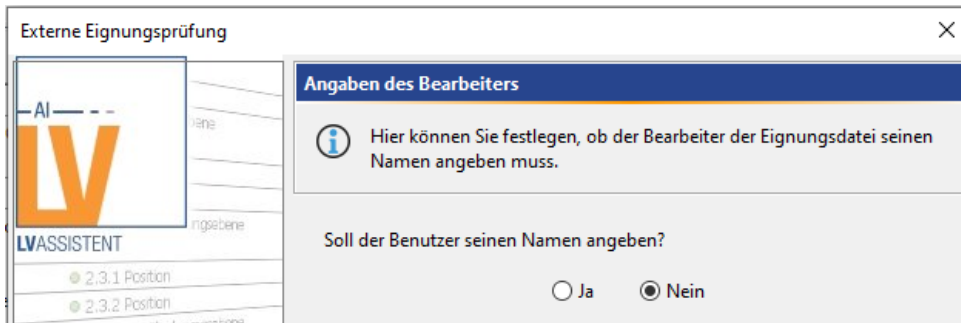 Externe Eignungsprüfung
AI
LV
LVASSISTENT
2.3.1 Position
2.3.2 Position
Angaben des Bearbeiters
Hier können Sie festlegen, ob der Bearbeiter der Eignungsdatei seinen
Namen angeben muss.
Soll der Benutzer seinen Namen angeben?
Ja Nein